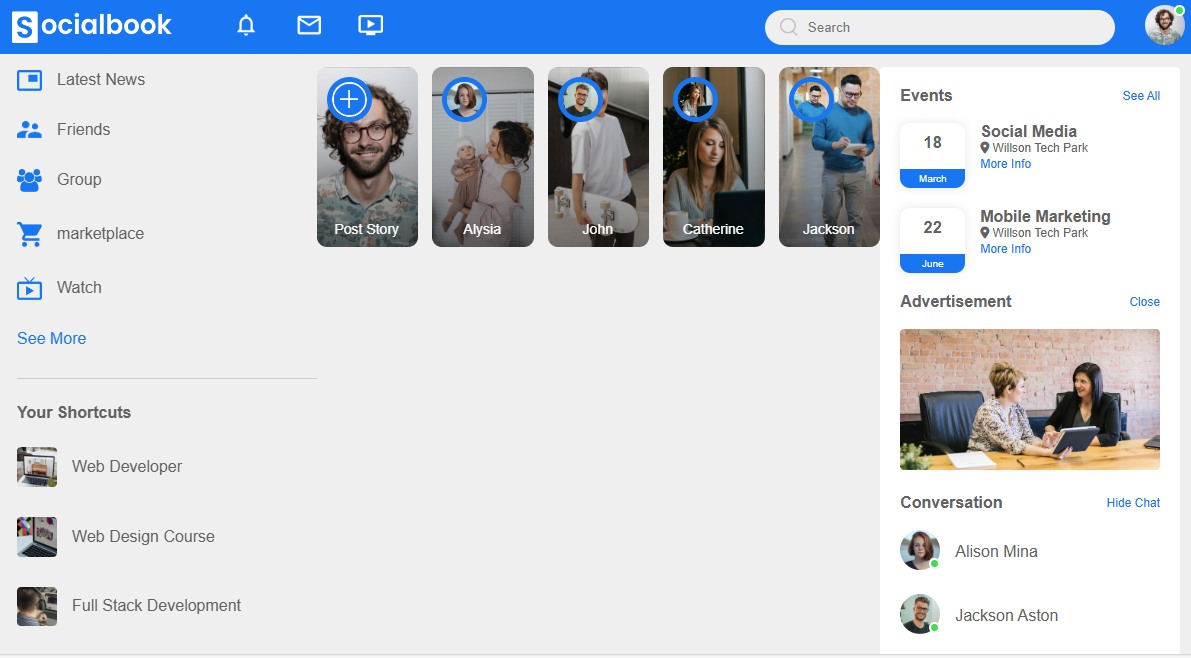 Socialbook
Search
Latest News
Friends
Group
marketplace
Watch
See More
Your Shortcuts
Web Developer
Web Design Course
Full Stack Development
Post Story
Alysia
John
Catherine
Jackson
Events
See All
18
March
Social Media
Willson Tech Park
More Info
22
June
Mobile Marketing
Willson Tech Park
More Info
Advertisement
Close
Conversation
Hide Chat
Alison Mina
Jackson Aston